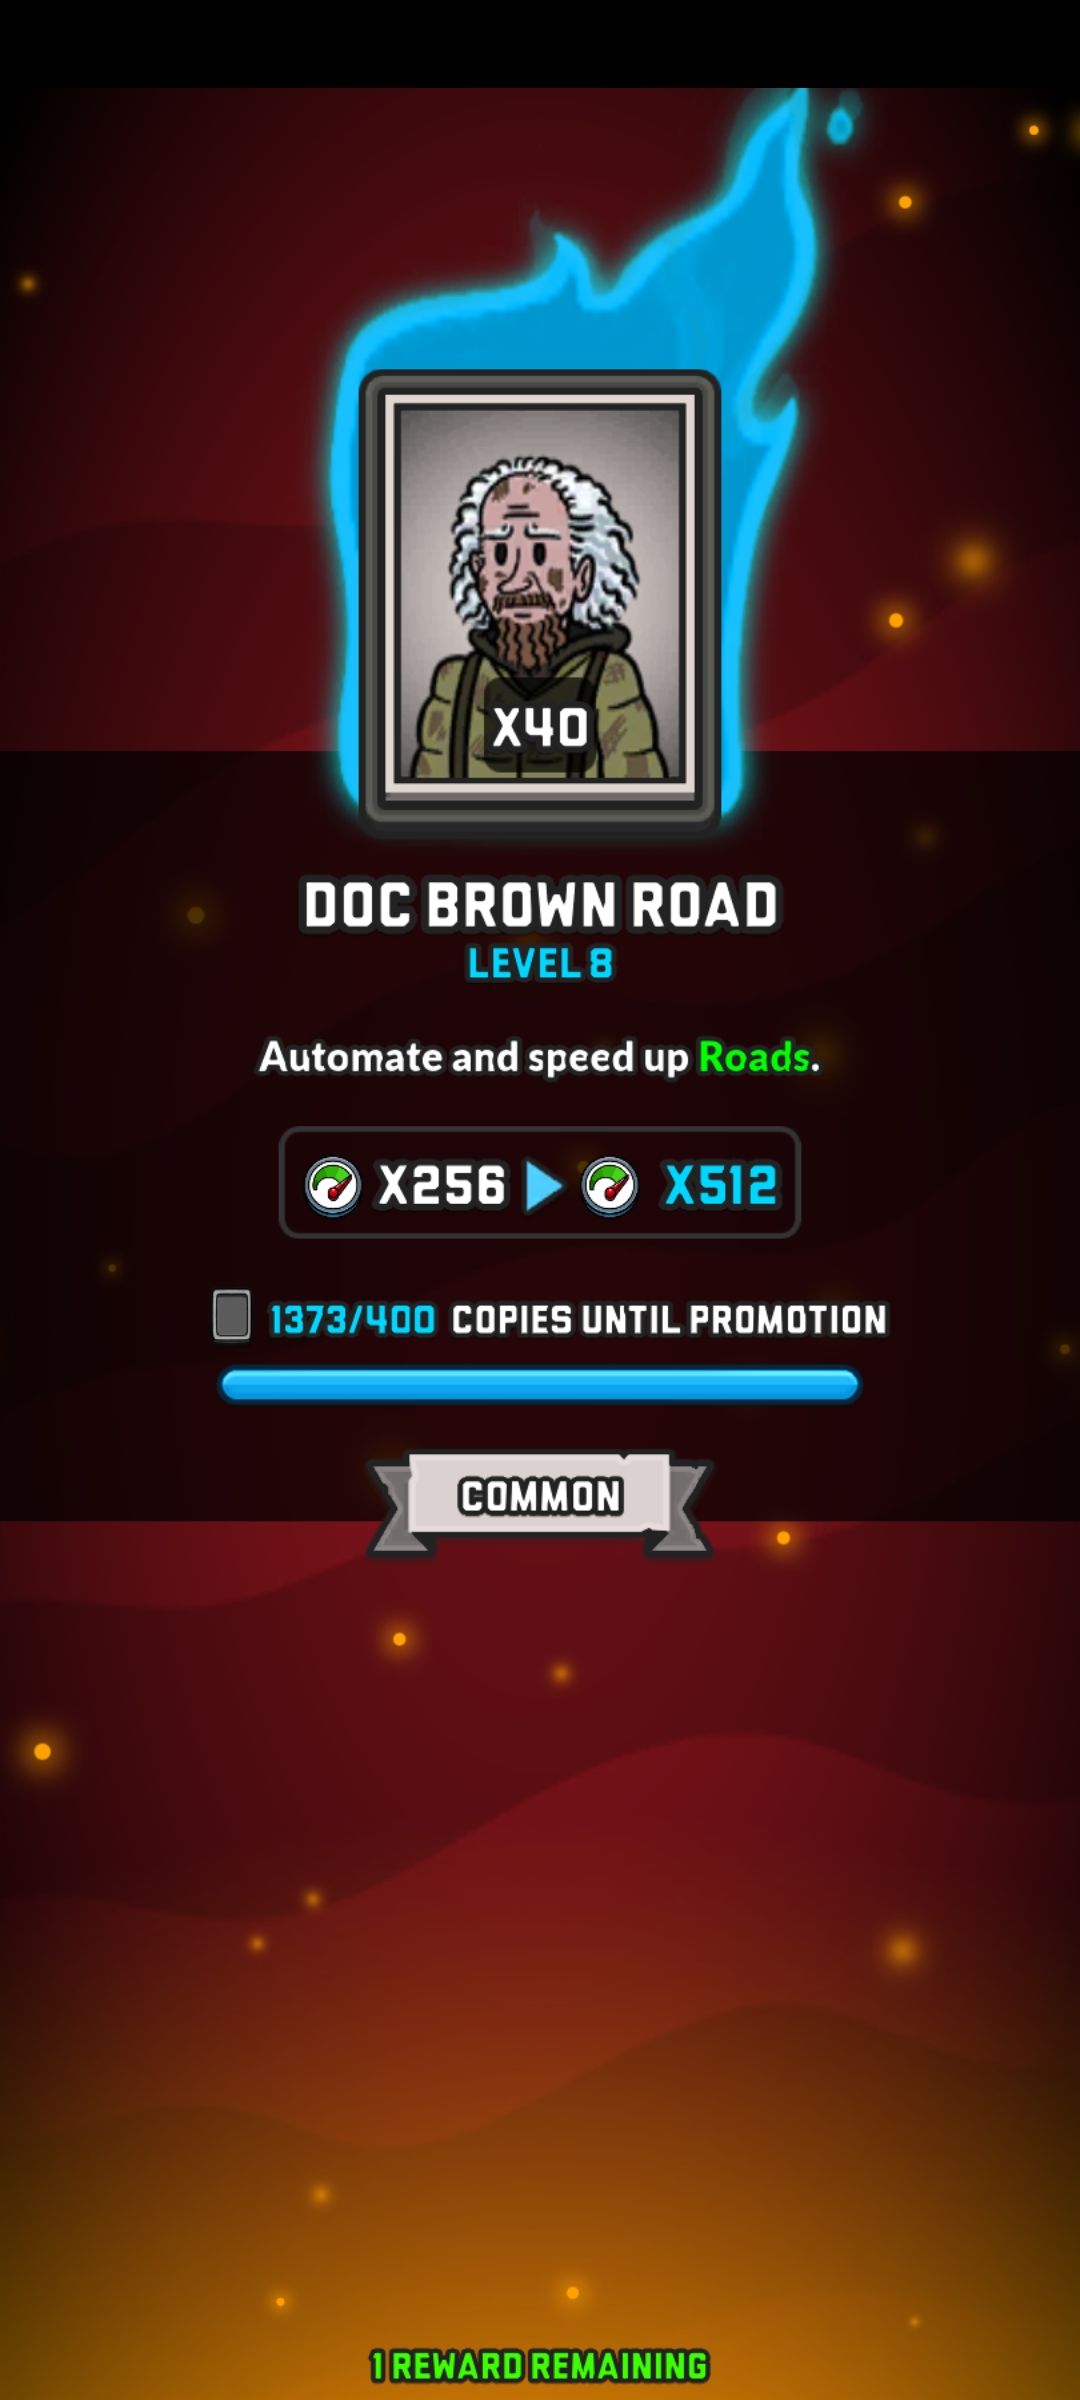 X40
DOC BROWN ROAD
LEVEL 8
Automate and speed up Roads.
X256 X512
1373/400 COPIES UNTIL PROMOTION
COMMON
1 REWARD REMAINING